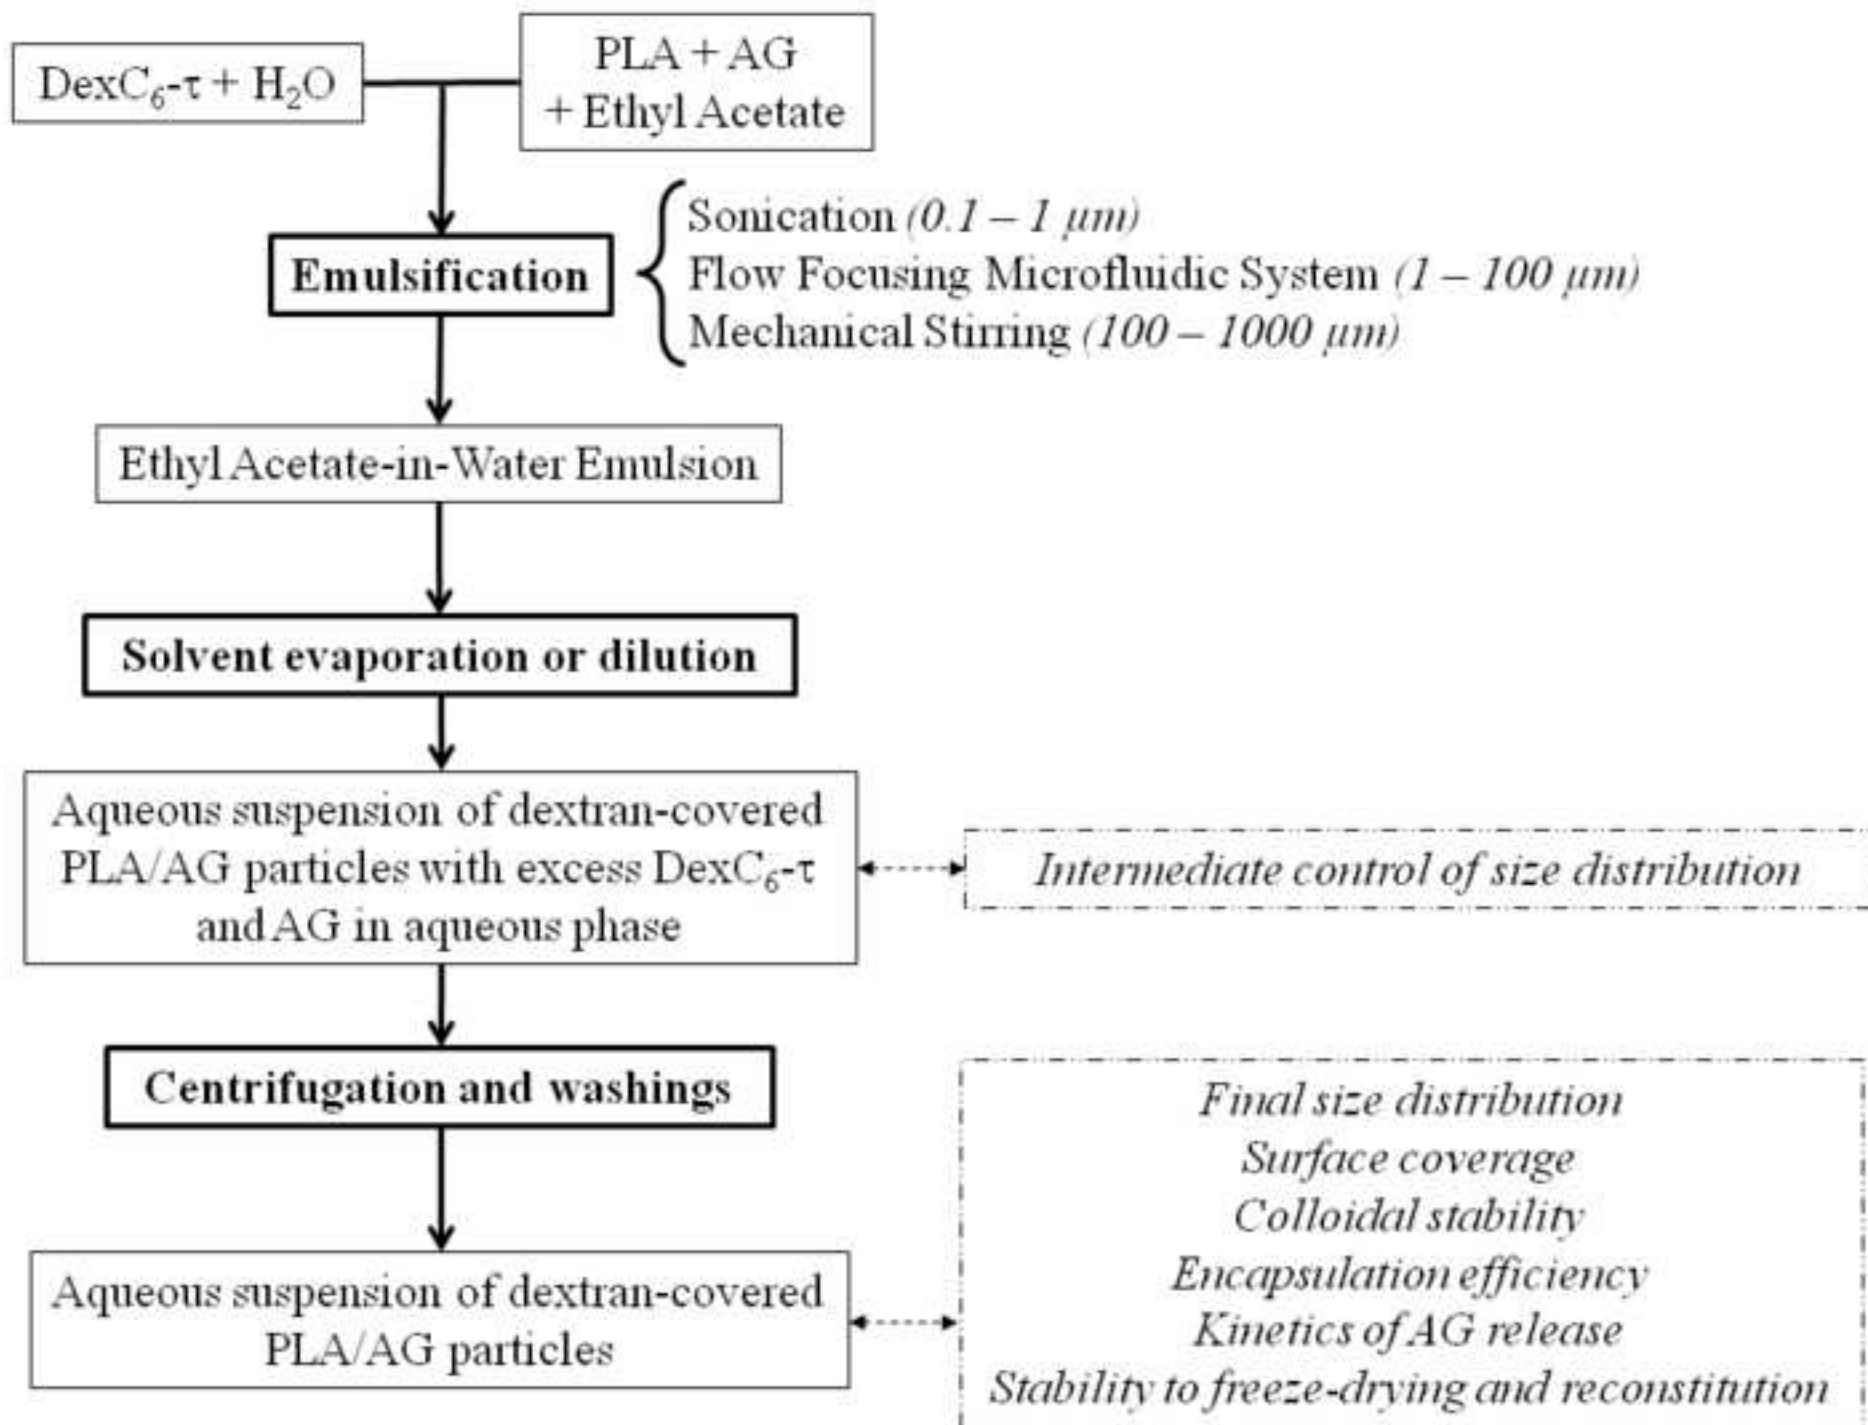 DexC₆-τ + H₂O
PLA + AG
+ Ethyl Acetate
Emulsification
Sonication (0.1 – 1 μm)
Flow Focusing Microfluidic System (1 – 100 μm)
Mechanical Stirring (100 – 1000 μm)
Ethyl Acetate-in-Water Emulsion
Solvent evaporation or dilution
Aqueous suspension of dextran-covered
PLA/AG particles with excess DexC₆-τ
and AG in aqueous phase
Intermediate control of size distribution
Centrifugation and washings
Aqueous suspension of dextran-covered
PLA/AG particles
Final size distribution
Surface coverage
Colloidal stability
Encapsulation efficiency
Kinetics of AG release
Stability to freeze-drying and reconstitution